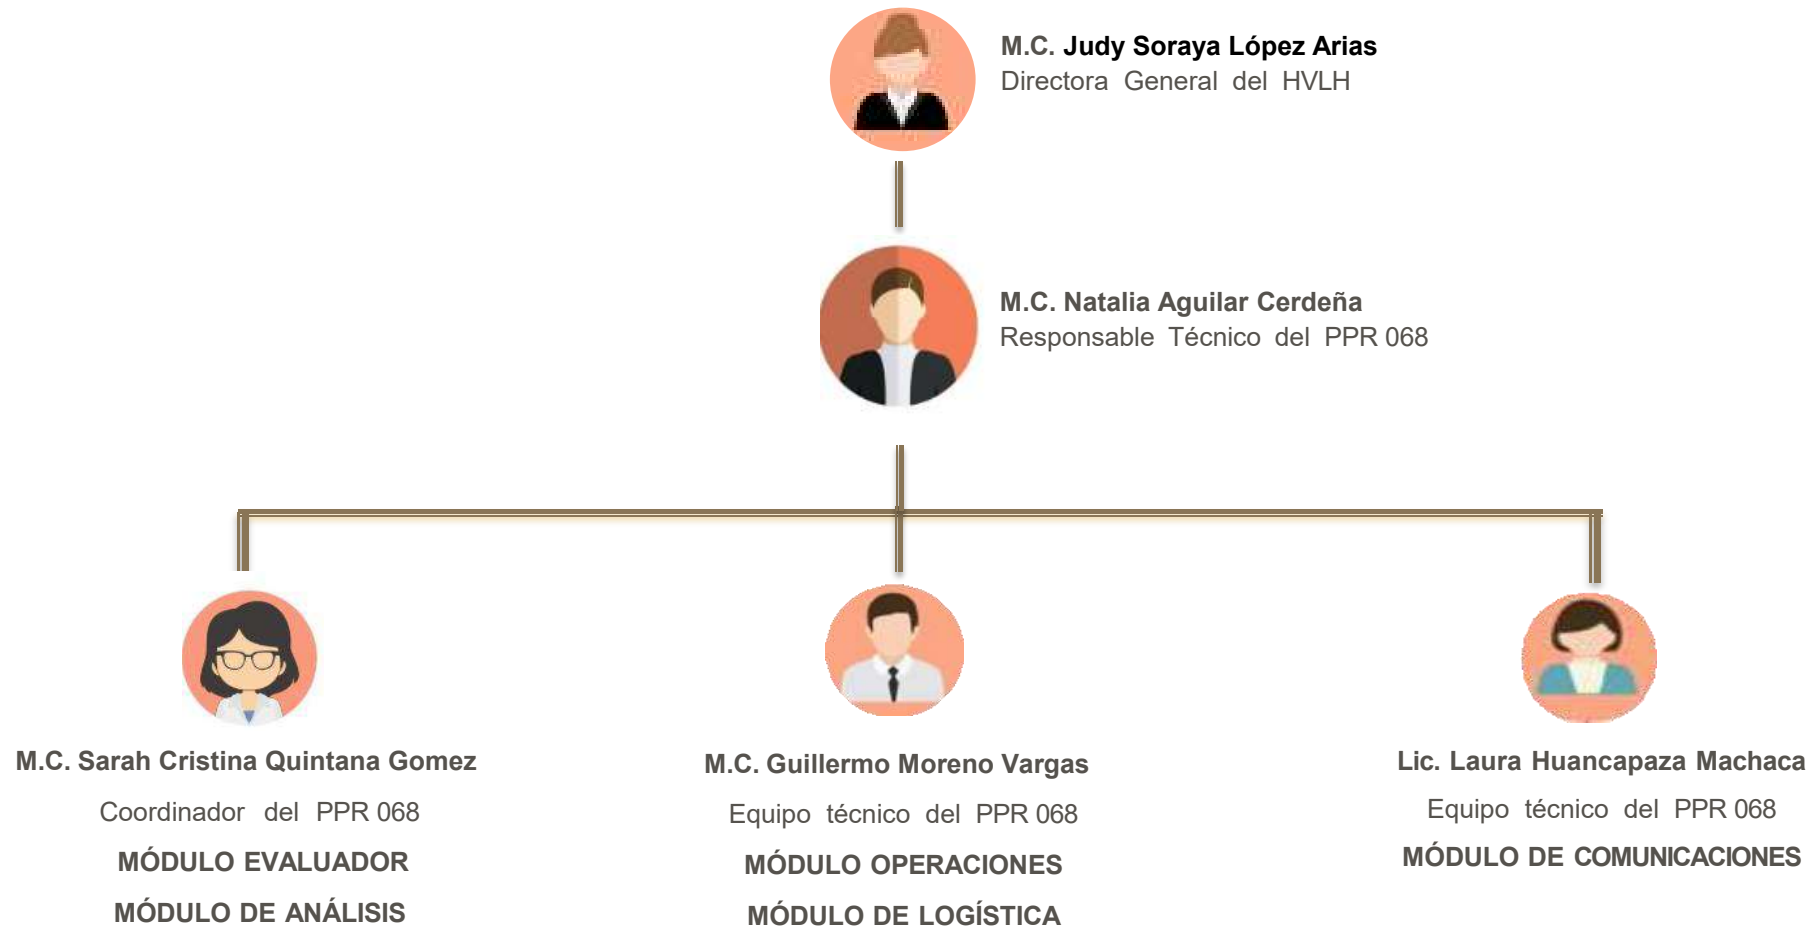 M.C. Judy Soraya López Arias
Directora General del HVLH
M.C. Natalia Aguilar Cerdeña
Responsable Técnico del PPR 068
M.C. Sarah Cristina Quintana Gomez
Coordinador del PPR 068
MÓDULO EVALUADOR
MÓDULO DE ANÁLISIS
M.C. Guillermo Moreno Vargas
Equipo técnico del PPR 068
MÓDULO OPERACIONES
MÓDULO DE LOGÍSTICA
Lic. Laura Huancapaza Machaca
Equipo técnico del PPR 068
MÓDULO DE COMUNICACIONES